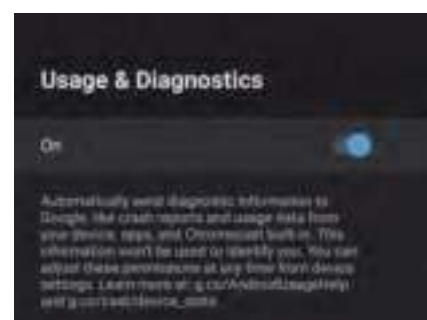 Usage & Diagnostics
On
Automatically send diagnostic information to
Google, like crash reports and usage data from
your device, apps, and Chromecast built-in. This
information won't be used to identify you. You can
adjust these permissions at any time from device
settings. Learn more at: g.co/AndroidUsageHelp
and g.co/cast/device_stats